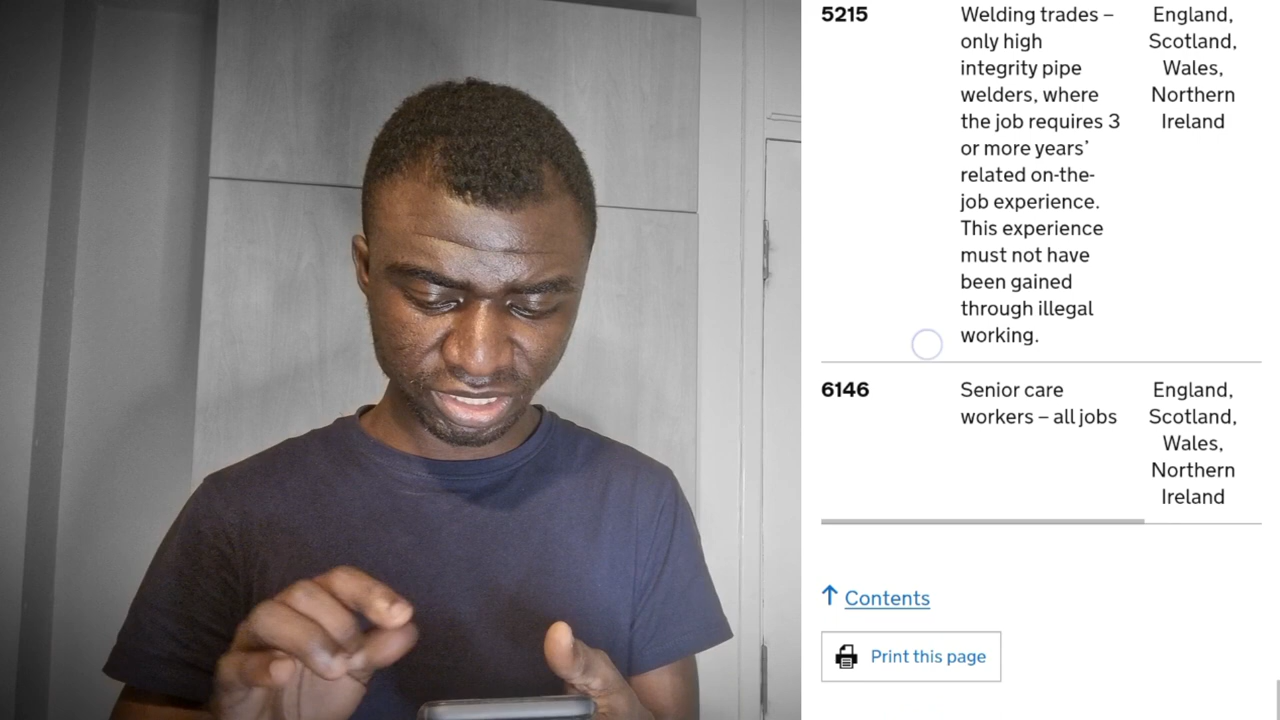 5215
Welding trades –
only high
integrity pipe
welders, where
the job requires 3
or more years’
related on-the-
job experience.
This experience
must not have
been gained
through illegal
working.
England,
Scotland,
Wales,
Northern
Ireland
6146
Senior care
workers – all jobs
England,
Scotland,
Wales,
Northern
Ireland
Contents
Print this page